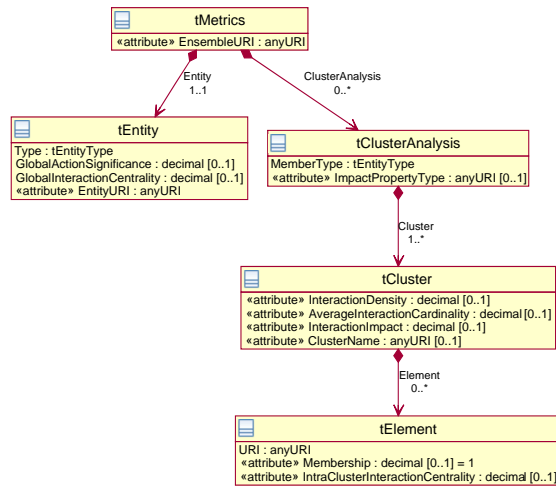 tMetrics
«attribute» EnsembleURI : anyURI
Entity
1..1
ClusterAnalysis
0..*
tEntity
Type : tEntityType
GlobalActionSignificance : decimal [0..1]
GlobalInteractionCentrality : decimal [0..1]
«attribute» EntityURI : anyURI
tClusterAnalysis
MemberType : tEntityType
«attribute» ImpactPropertyType : anyURI [0..1]
Cluster
1..*
tCluster
«attribute» InteractionDensity : decimal [0..1]
«attribute» AverageInteractionCardinality : decimal [0..1]
«attribute» InteractionImpact : decimal [0..1]
«attribute» ClusterName : anyURI [0..1]
Element
0..*
tElement
URI : anyURI
«attribute» Membership : decimal [0..1] = 1
«attribute» IntraClusterInteractionCentrality : decimal [0..1]